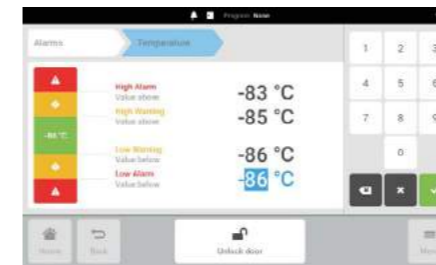 Program: None
Alarms
Temperature
High Alarm
Value above
-83 °C
High Warning
Value above
-85 °C
-86 °C
Low Warning
Value below
-86 °C
Low Alarm
Value below
-86 °C
1 2 3
4 5 6
7 8 9
0
Home
Back
Unlock door